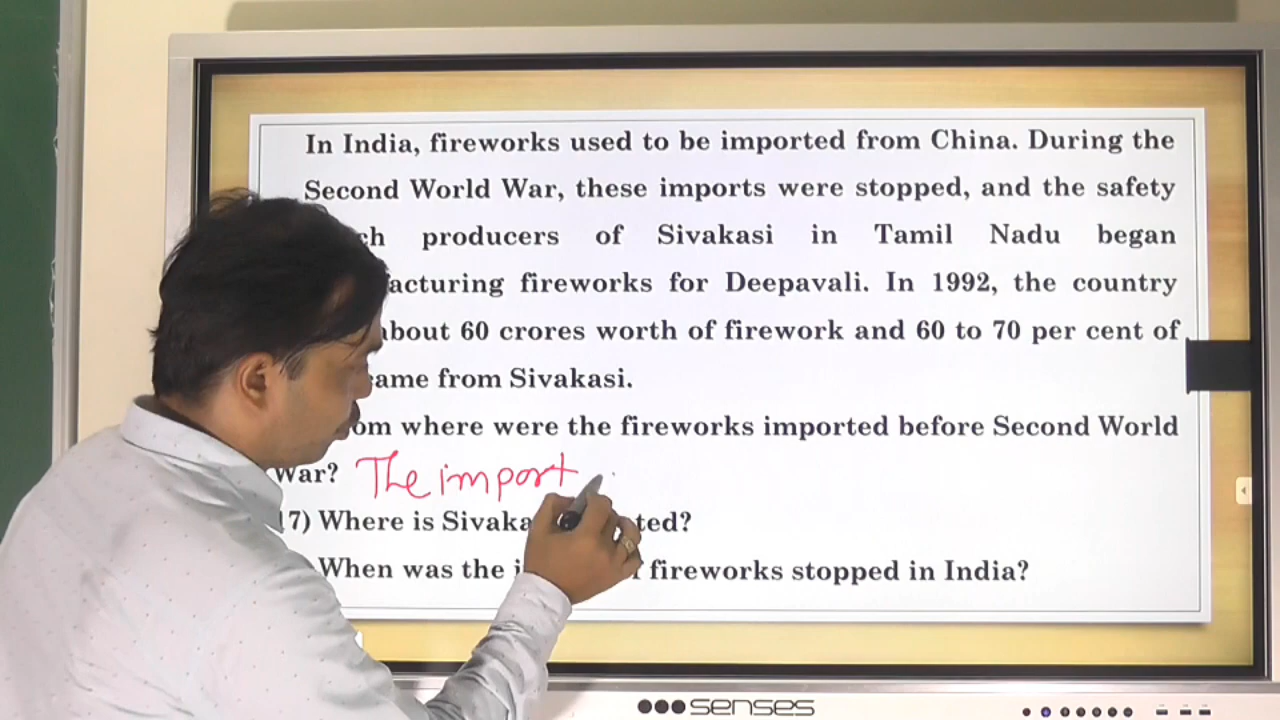 In India, fireworks used to be imported from China. During the
Second World War, these imports were stopped, and the safety
ch producers of Sivakasi in Tamil Nadu began
acturing fireworks for Deepavali. In 1992, the country
about 60 crores worth of firework and 60 to 70 per cent of
came from Sivakasi.
om where were the fireworks imported before Second World
War? The import
17) Where is Sivaka ted?
When was the i fireworks stopped in India?
senses